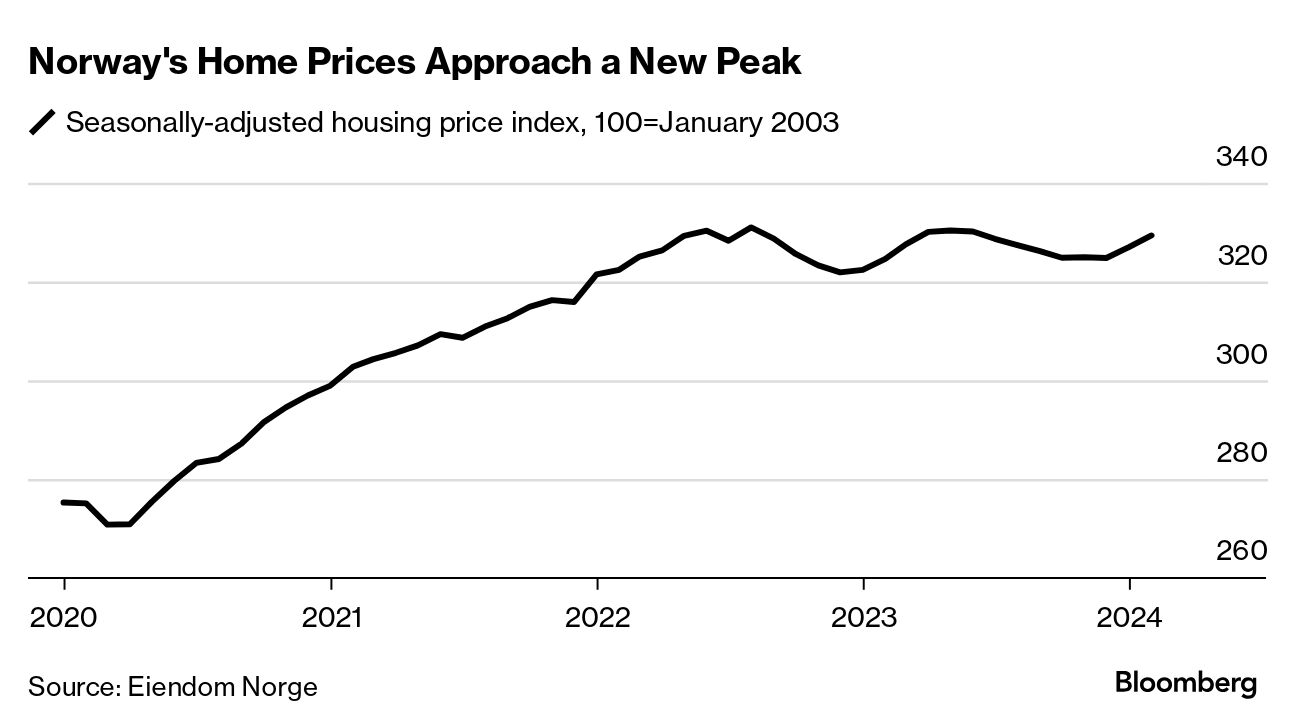 Norway's Home Prices Approach a New Peak
Seasonally-adjusted housing price index, 100=January 2003
340
320
300
280
260
2020 2021 2022 2023 2024
Source: Eiendom Norge
Bloomberg